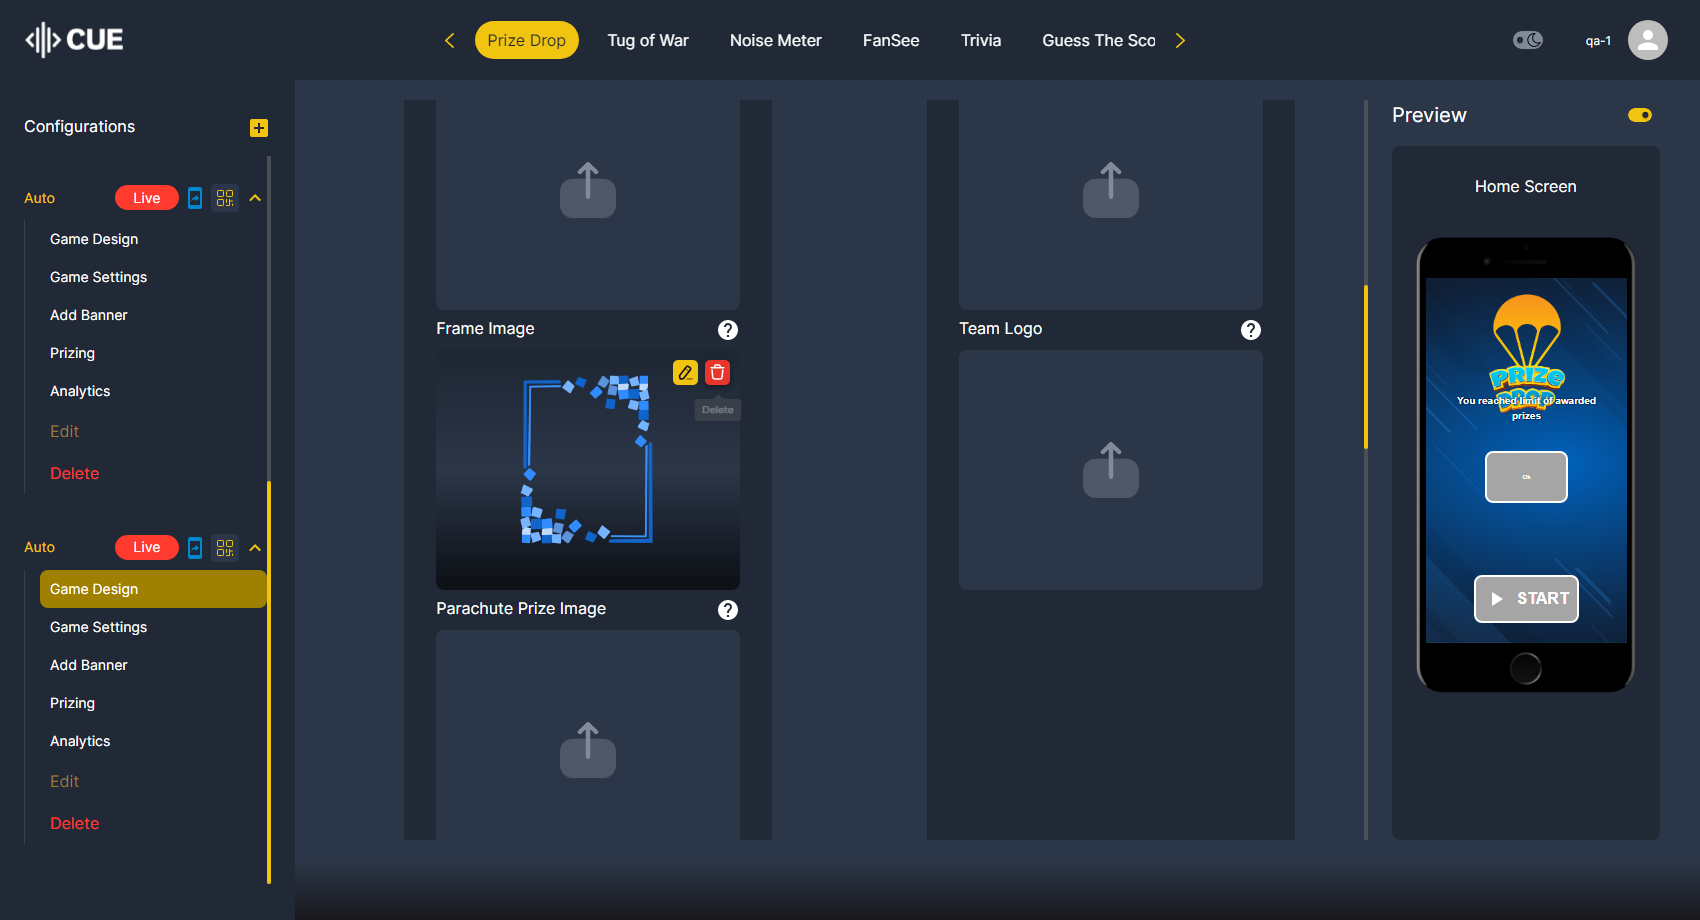 CUE
Prize Drop
Tug of War
Noise Meter
FanSee
Trivia
Guess The Sco
qa-1
Configurations
Auto
Live
Game Design
Game Settings
Add Banner
Prizing
Analytics
Edit
Delete
Auto
Live
Game Design
Game Settings
Add Banner
Prizing
Analytics
Edit
Delete
Frame Image
?
Delete
Parachute Prize Image
?
Team Logo
?
Preview
Home Screen
PRIZE
DROP
You reached limit of awarded
prizes
Ok
START